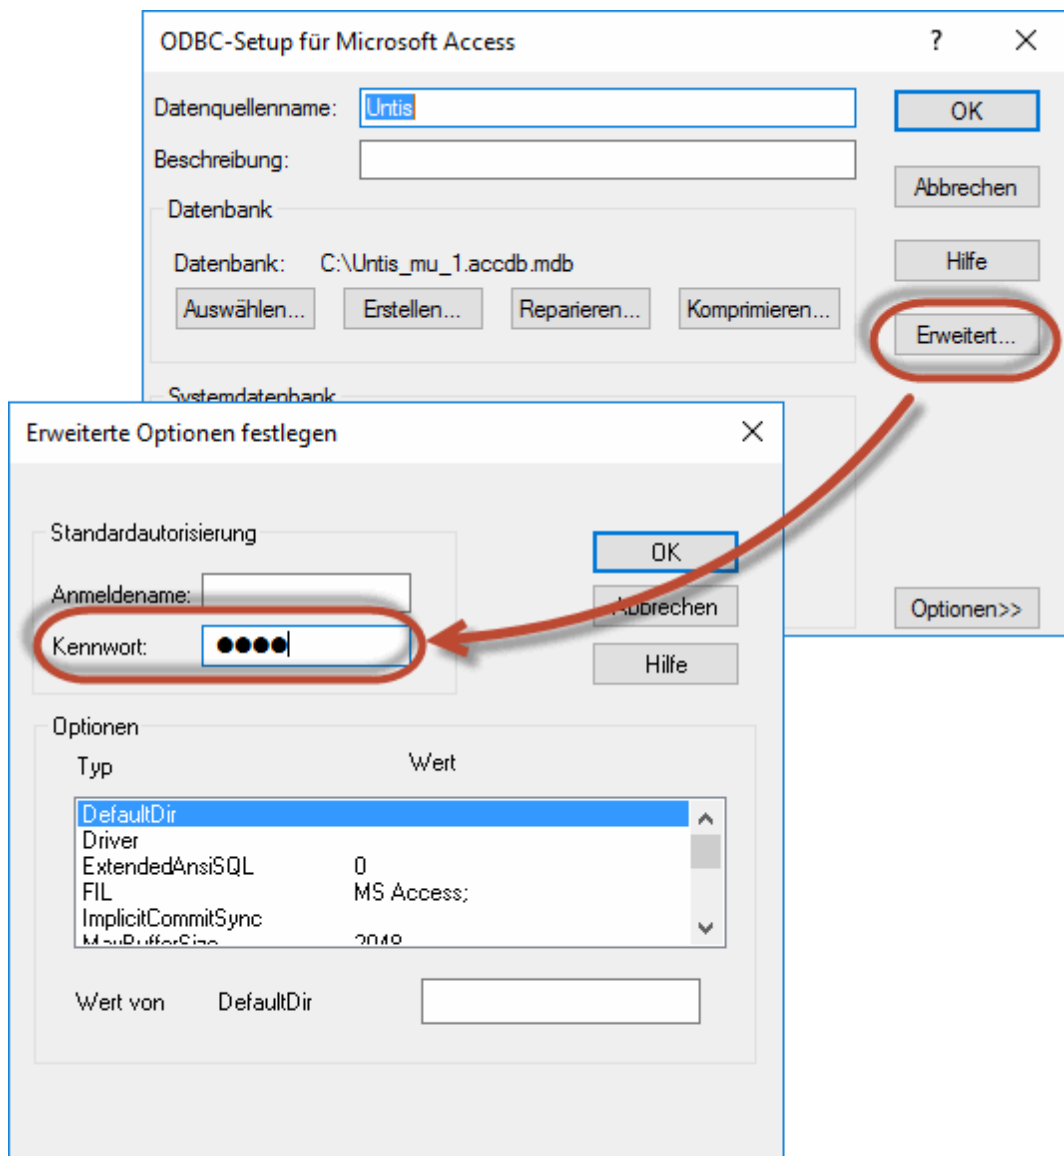 ODBC-Setup für Microsoft Access
Datenquellenname: Untis
OK
Beschreibung:
Abbrechen
Datenbank
Datenbank: C:\Untis_mu_1.accdb.mdb
Hilfe
Auswählen... Erstellen... Reparieren... Komprimieren...
Erweitert...
Systemdatenbank
Optionen>>
Erweiterte Optionen festlegen
Standardautorisierung
OK
Anmeldename:
Abbrechen
Kennwort: ●●●●
Hilfe
Optionen
Typ Wert
DefaultDir
Driver
ExtendedAnsiSQL 0
FIL MS Access;
ImplicitCommitSync
MaxBufferSize 2048
Wert von DefaultDir